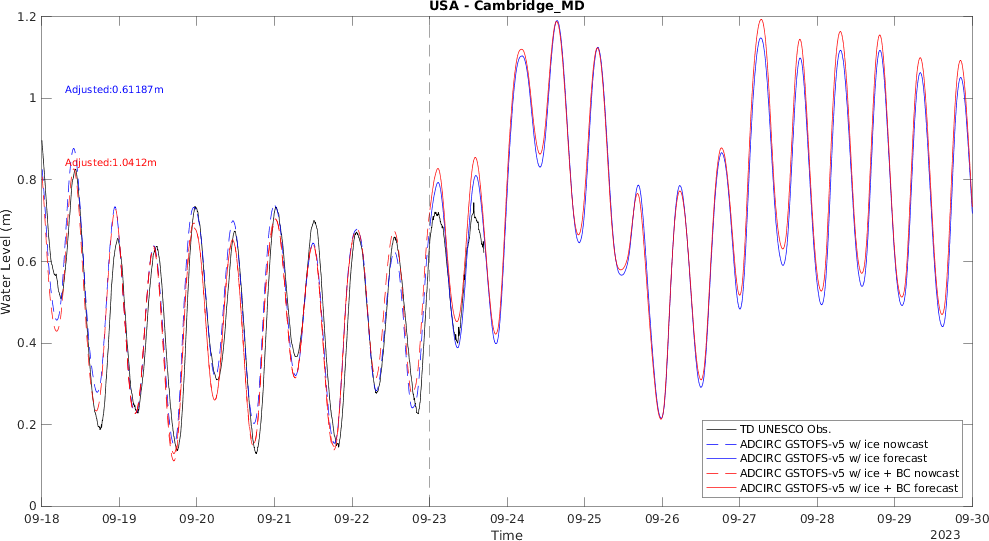 USA - Cambridge_MD
1.2
1
0.8
0.6
0.4
0.2
0
Water Level (m)
Adjusted:0.61187m
Adjusted:1.0412m
TD UNESCO Obs.
ADCIRC GSTOFS-v5 w/ ice nowcast
ADCIRC GSTOFS-v5 w/ ice forecast
ADCIRC GSTOFS-v5 w/ ice + BC nowcast
ADCIRC GSTOFS-v5 w/ ice + BC forecast
09-18 09-19 09-20 09-21 09-22 09-23 09-24 09-25 09-26 09-27 09-28 09-29 09-30
Time
2023